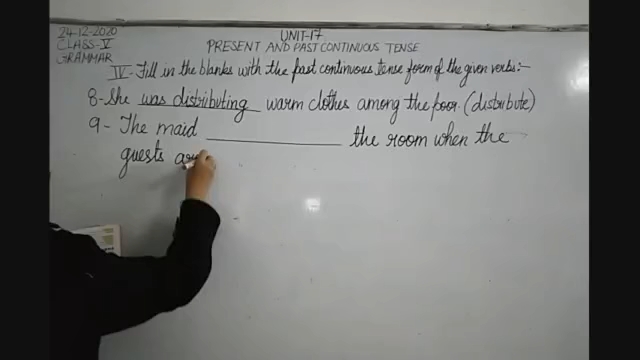 24-12-2020
CLASS-V
GRAMMAR
UNIT-17
PRESENT AND PAST CONTINUOUS TENSE
IV- Fill in the blanks with the past continuous tense form of the given verbs:-
8- She was distributing warm clothes among the poor. (distribute)
9- The maid ____________ the room when the
guests arr